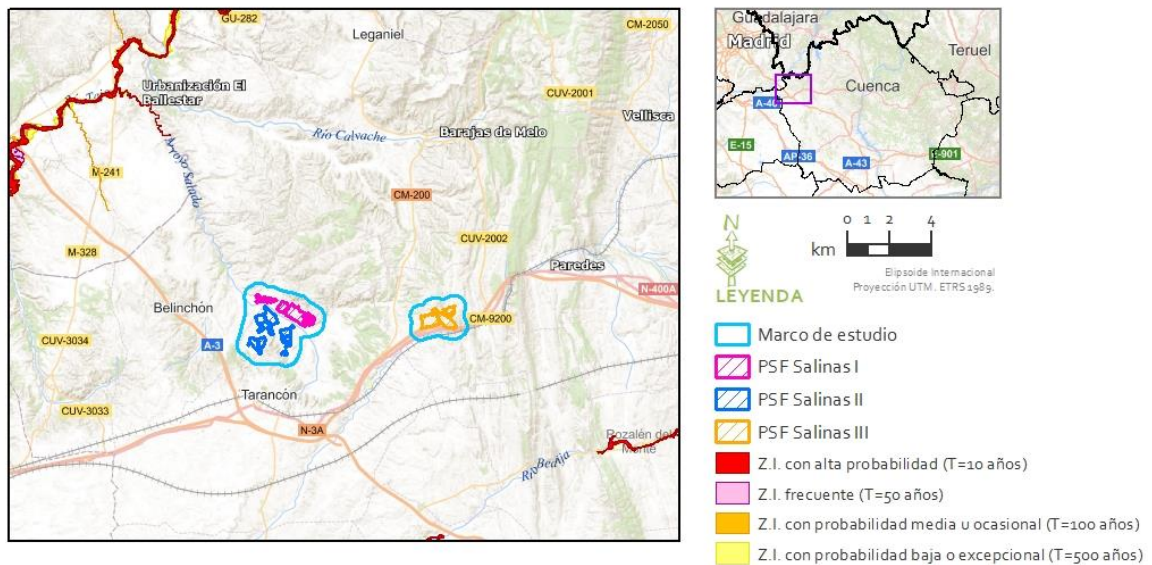 GU-282
CM-2050
Leganiel
Urbanización El
Ballestar
CUV-2001
Vellisca
Río Calvache
Barajas de Melo
M-241
Arroyo Salado
CM-200
CUV-2002
M-328
Paredes
N-400A
Belinchón
CM-9200
CUV-3034
A-3
Tarancón
CUV-3033
N-3A
Rozalén del
Monte
Río Bedija
Guadalajara
Madrid
Teruel
Cuenca
A-40
E-15
AP-36
A-43
N
0 1 2 4
km
Elipsoide Internacional
Proyección UTM. ETRS 1989.
LEYENDA
Marco de estudio
PSF Salinas I
PSF Salinas II
PSF Salinas III
Z.I. con alta probabilidad (T=10 años)
Z.I. frecuente (T=50 años)
Z.I. con probabilidad media u ocasional (T=100 años)
Z.I. con probabilidad baja o excepcional (T=500 años)